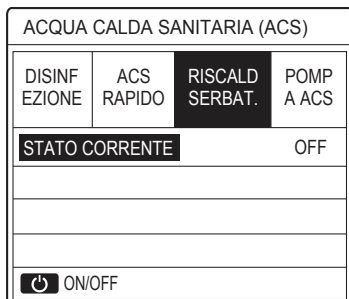 ACQUA CALDA SANITARIA (ACS)
DISINF
EZIONE
ACS
RAPIDO
RISCALD
SERBAT.
POMP
A ACS
STATO CORRENTE OFF
ON/OFF